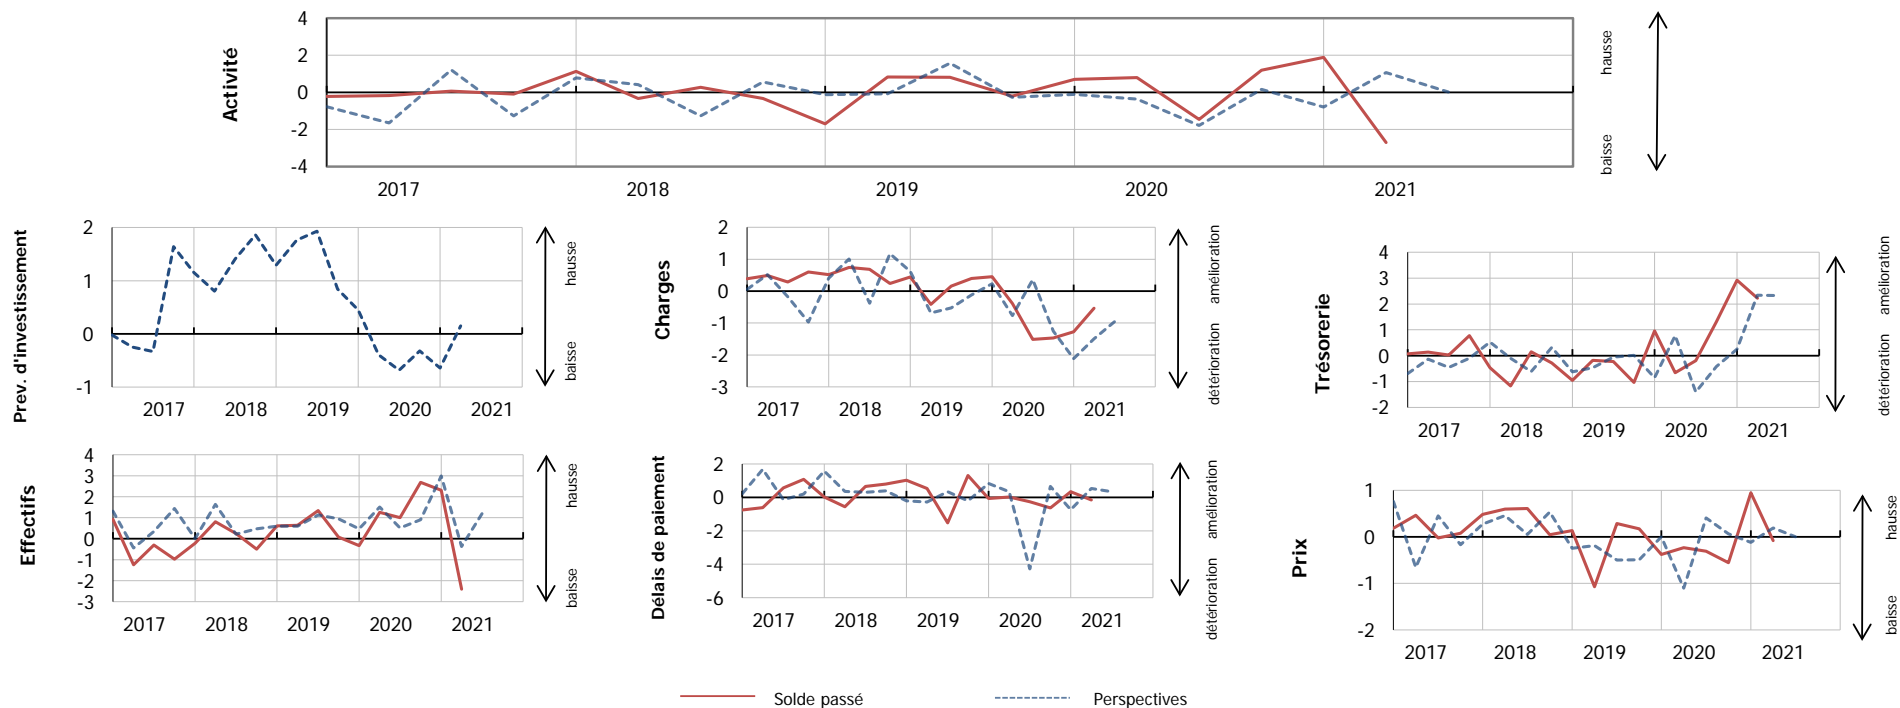 Activité
4
2
0
-2
-4
2017 2018 2019 2020 2021
hausse
baisse
Prev. d'investissement
2
1
0
-1
2017 2018 2019 2020 2021
hausse
baisse
Charges
2
1
0
-1
-2
-3
2017 2018 2019 2020 2021
amélioration
détérioration
Trésorerie
4
3
2
1
0
-1
-2
2017 2018 2019 2020 2021
amélioration
détérioration
Effectifs
4
3
2
1
0
-1
-2
-3
2017 2018 2019 2020 2021
hausse
baisse
Délais de paiement
2
0
-2
-4
-6
2017 2018 2019 2020 2021
amélioration
détérioration
Prix
1
0
-1
-2
2017 2018 2019 2020 2021
hausse
baisse
Solde passé Perspectives